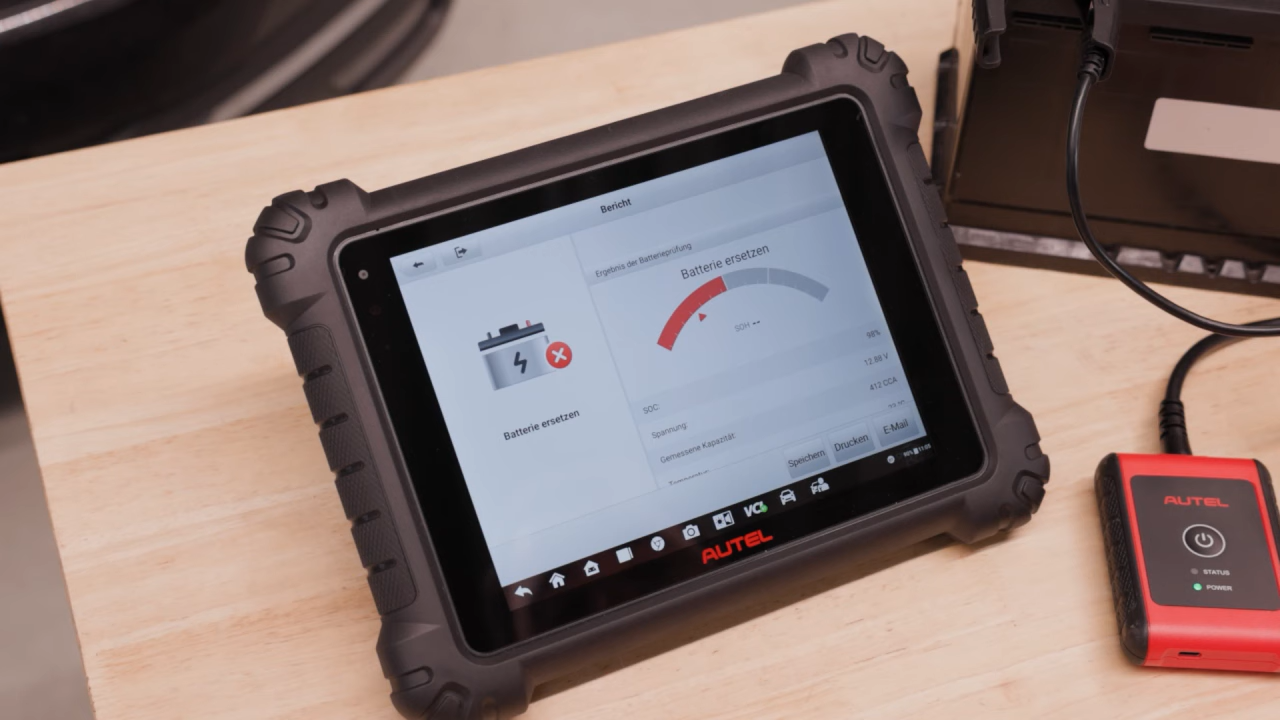 Bericht
Ergebnis der Batterieprüfung
Batterie ersetzen
SOH --
Batterie ersetzen
SOC: 98%
Spannung: 12.88 V
Gemessene Kapazität: 412 CCA
Speichern Drucken E-Mail
VCI
AUTEL
AUTEL
STATUS
POWER